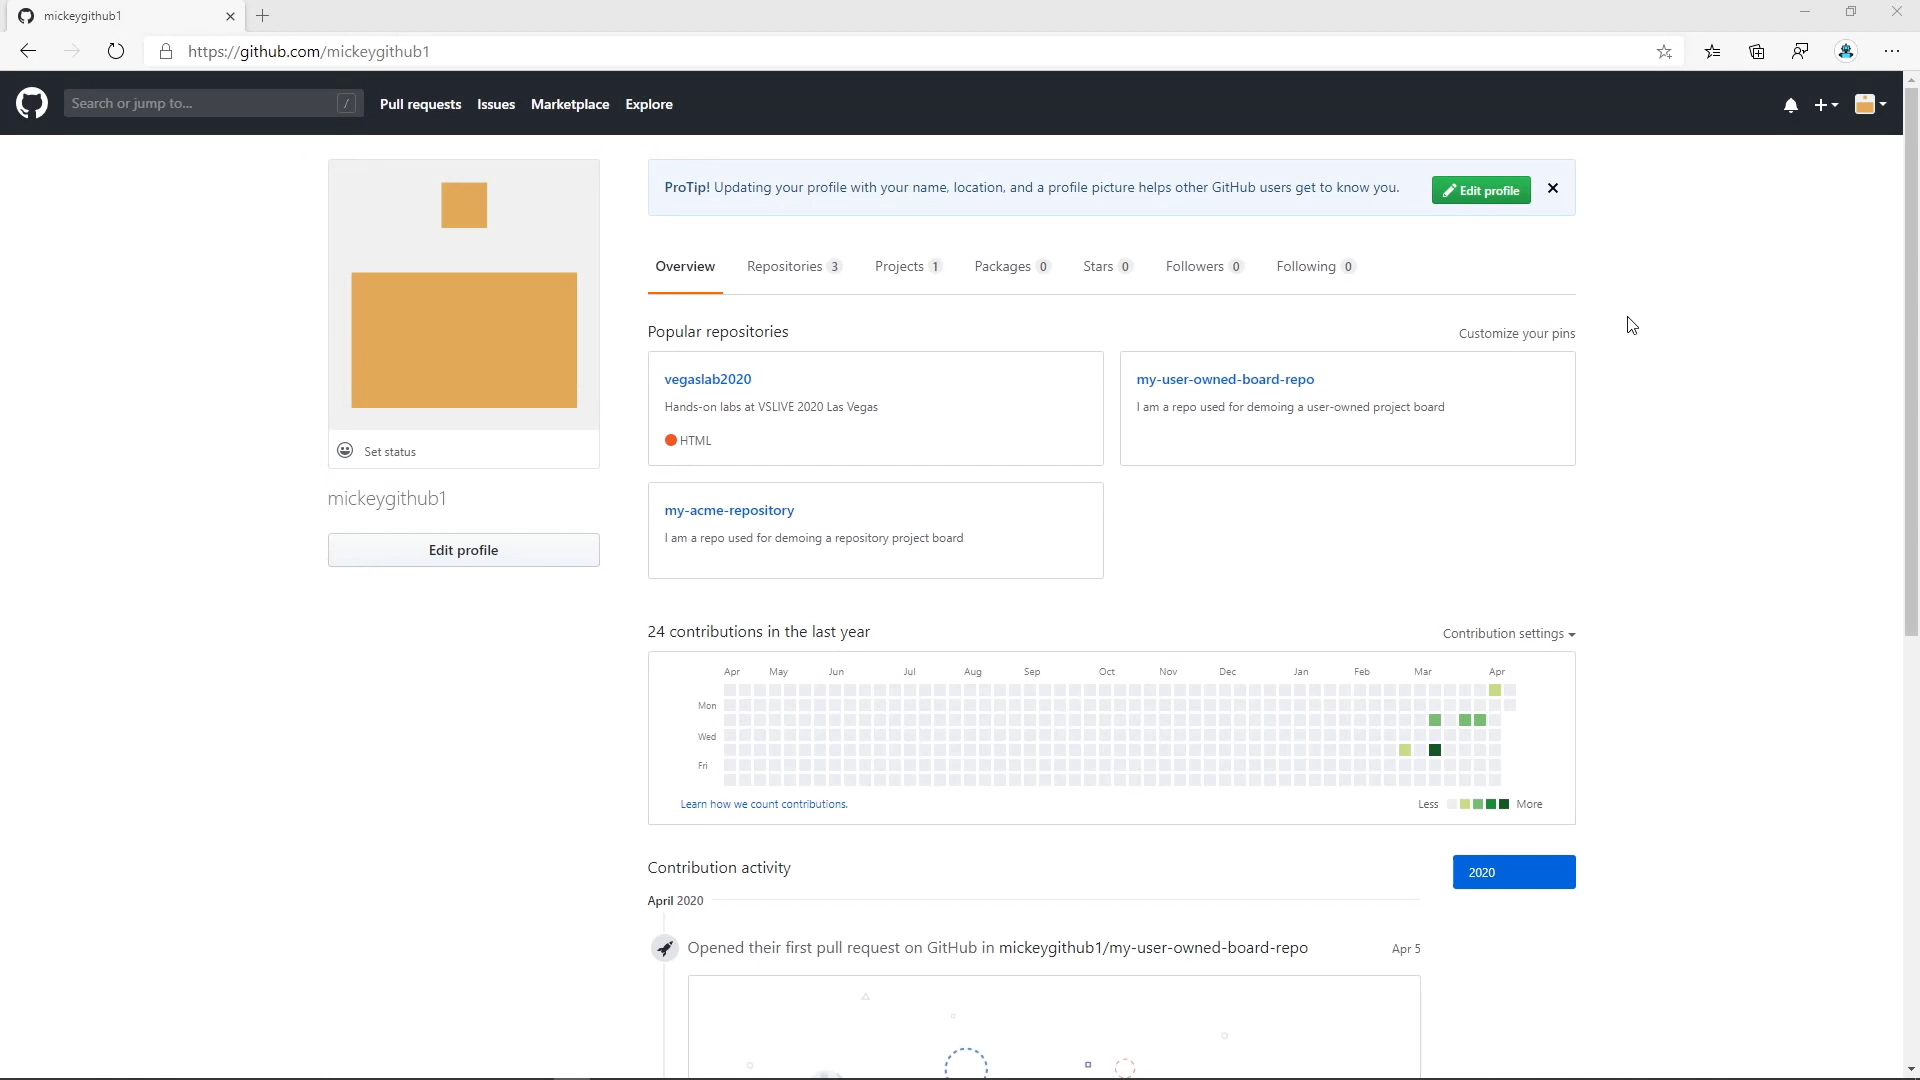 mickeygithub1
https://github.com/mickeygithub1
Search or jump to... /
Pull requests Issues Marketplace Explore
ProTip! Updating your profile with your name, location, and a profile picture helps other GitHub users get to know you.
Edit profile
Overview Repositories 3 Projects 1 Packages 0 Stars 0 Followers 0 Following 0
Popular repositories
Customize your pins
vegaslab2020
Hands-on labs at VSLIVE 2020 Las Vegas
HTML
my-user-owned-board-repo
I am a repo used for demoing a user-owned project board
my-acme-repository
I am a repo used for demoing a repository project board
Set status
mickeygithub1
Edit profile
24 contributions in the last year
Contribution settings
Apr May Jun Jul Aug Sep Oct Nov Dec Jan Feb Mar Apr
Mon
Wed
Fri
Learn how we count contributions.
Less More
Contribution activity
2020
April 2020
Opened their first pull request on GitHub in mickeygithub1/my-user-owned-board-repo
Apr 5